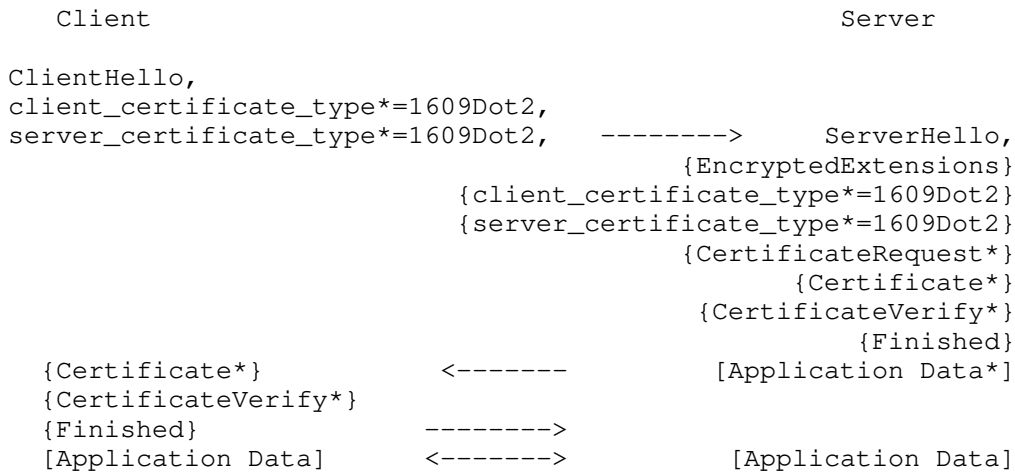 Client                                           Server

ClientHello,
client_certificate_type*=1609Dot2,
server_certificate_type*=1609Dot2,    -------->      ServerHello,
{EncryptedExtensions}
{client_certificate_type*=1609Dot2}
{server_certificate_type*=1609Dot2}
{CertificateRequest*}
{Certificate*}
{CertificateVerify*}
{Finished}
{Certificate*}             <-------          [Application Data*]
{CertificateVerify*}
{Finished}                -------->
[Application Data]        <------->           [Application Data]